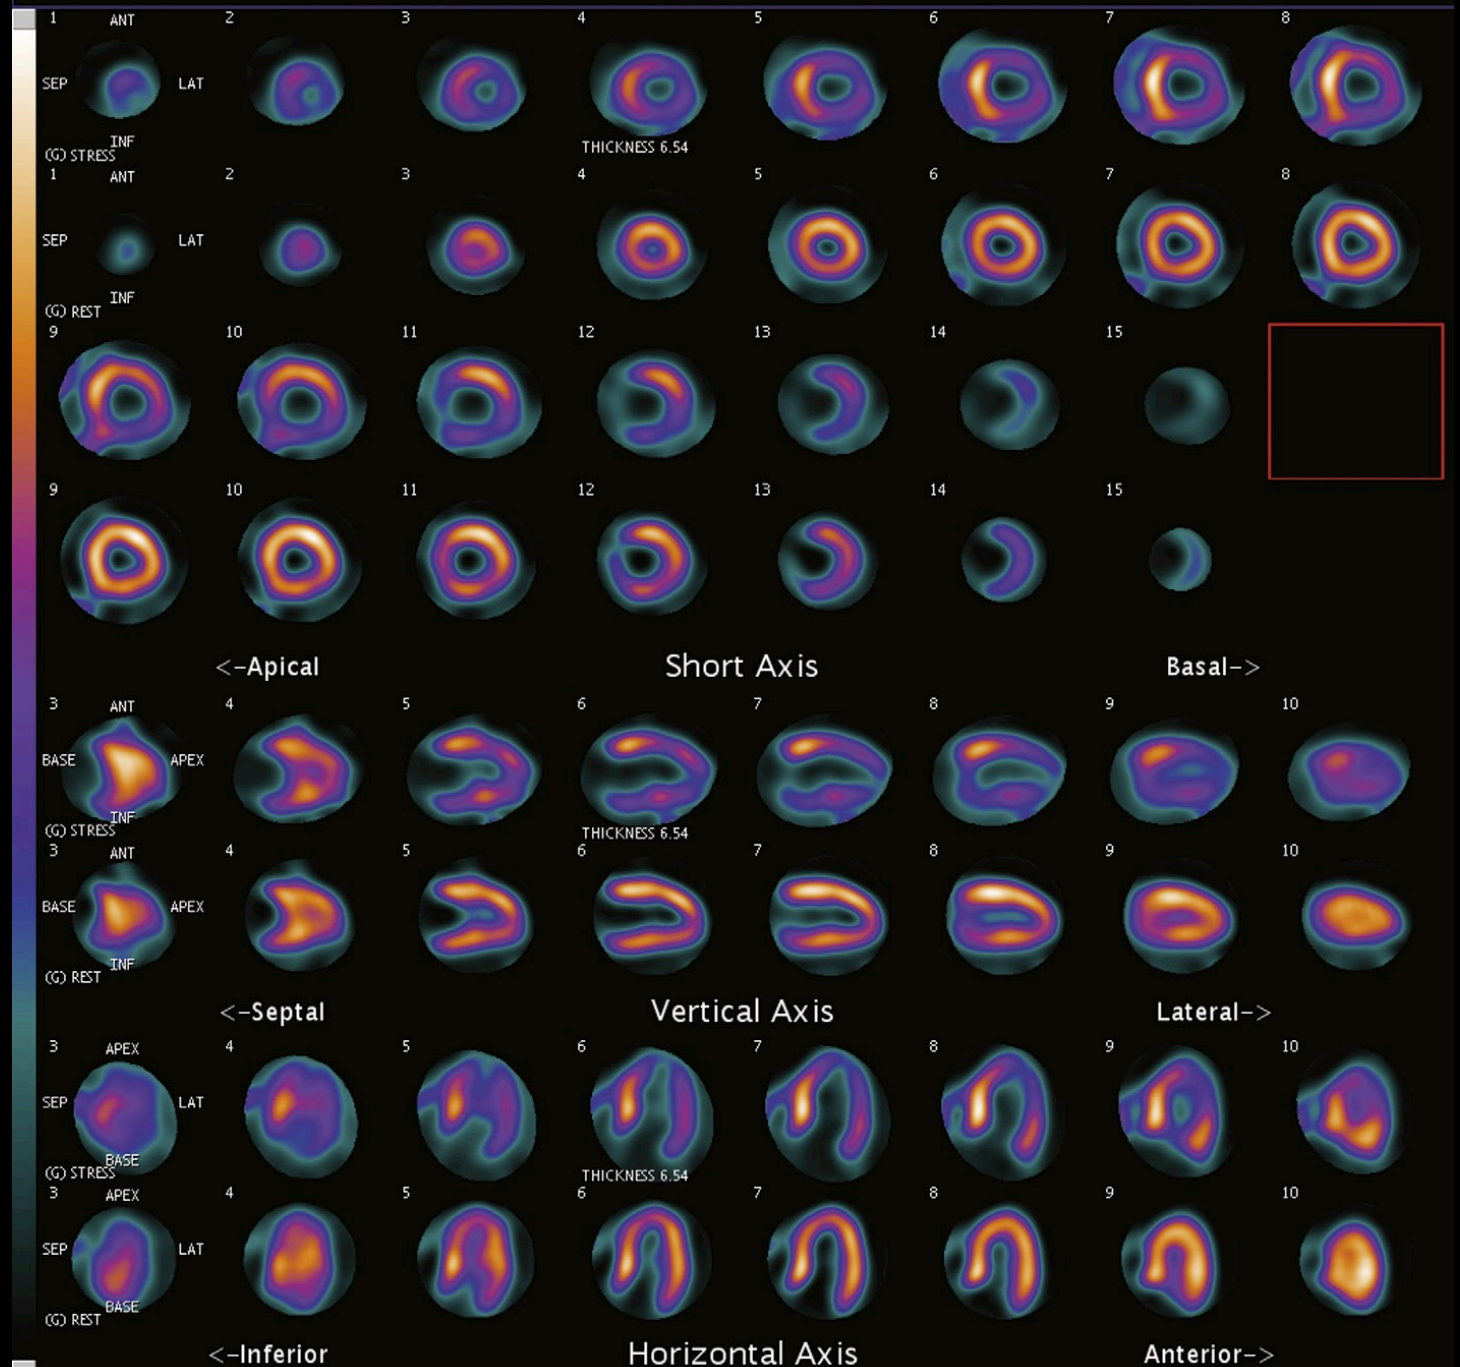 1 ANT 2 3 4 5 6 7 8
SEP LAT
INF
(G) STRESS THICKNESS 6.54
1 ANT 2 3 4 5 6 7 8
SEP LAT
INF
(G) REST
9 10 11 12 13 14 15
9 10 11 12 13 14 15
<-Apical Short Axis Basal->
3 ANT 4 5 6 7 8 9 10
BASE APEX
INF
(G) STRESS THICKNESS 6.54
3 ANT 4 5 6 7 8 9 10
BASE APEX
INF
(G) REST
<-Septal Vertical Axis Lateral->
3 APEX 4 5 6 7 8 9 10
SEP LAT
BASE
(G) STRESS THICKNESS 6.54
3 APEX 4 5 6 7 8 9 10
SEP LAT
BASE
(G) REST
<-Inferior Horizontal Axis Anterior->